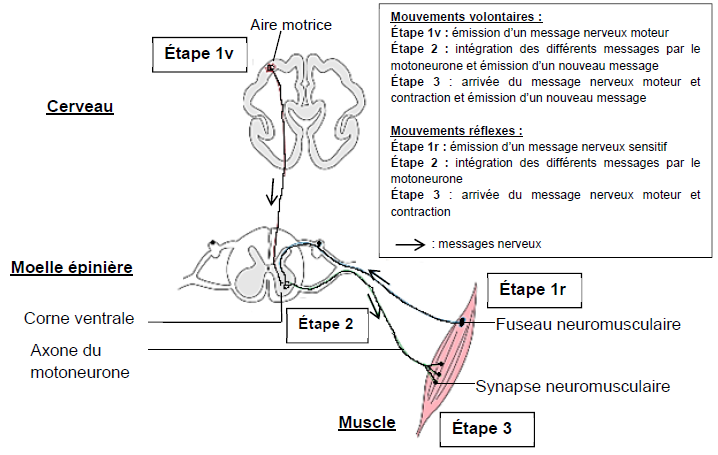 Aire motrice
Étape 1v
Cerveau
Mouvements volontaires :
Étape 1v : émission d'un message nerveux moteur
Étape 2 : intégration des différents messages par le
motoneurone et émission d'un nouveau message
Étape 3 : arrivée du message nerveux moteur et
contraction et émission d'un nouveau message
Mouvements réflexes :
Étape 1r : émission d'un message nerveux sensitif
Étape 2 : intégration des différents messages par le
motoneurone
Étape 3 : arrivée du message nerveux moteur et
contraction
: messages nerveux
Moelle épinière
Étape 1r
Corne ventrale
Étape 2
Fuseau neuromusculaire
Axone du
motoneurone
Synapse neuromusculaire
Muscle
Étape 3